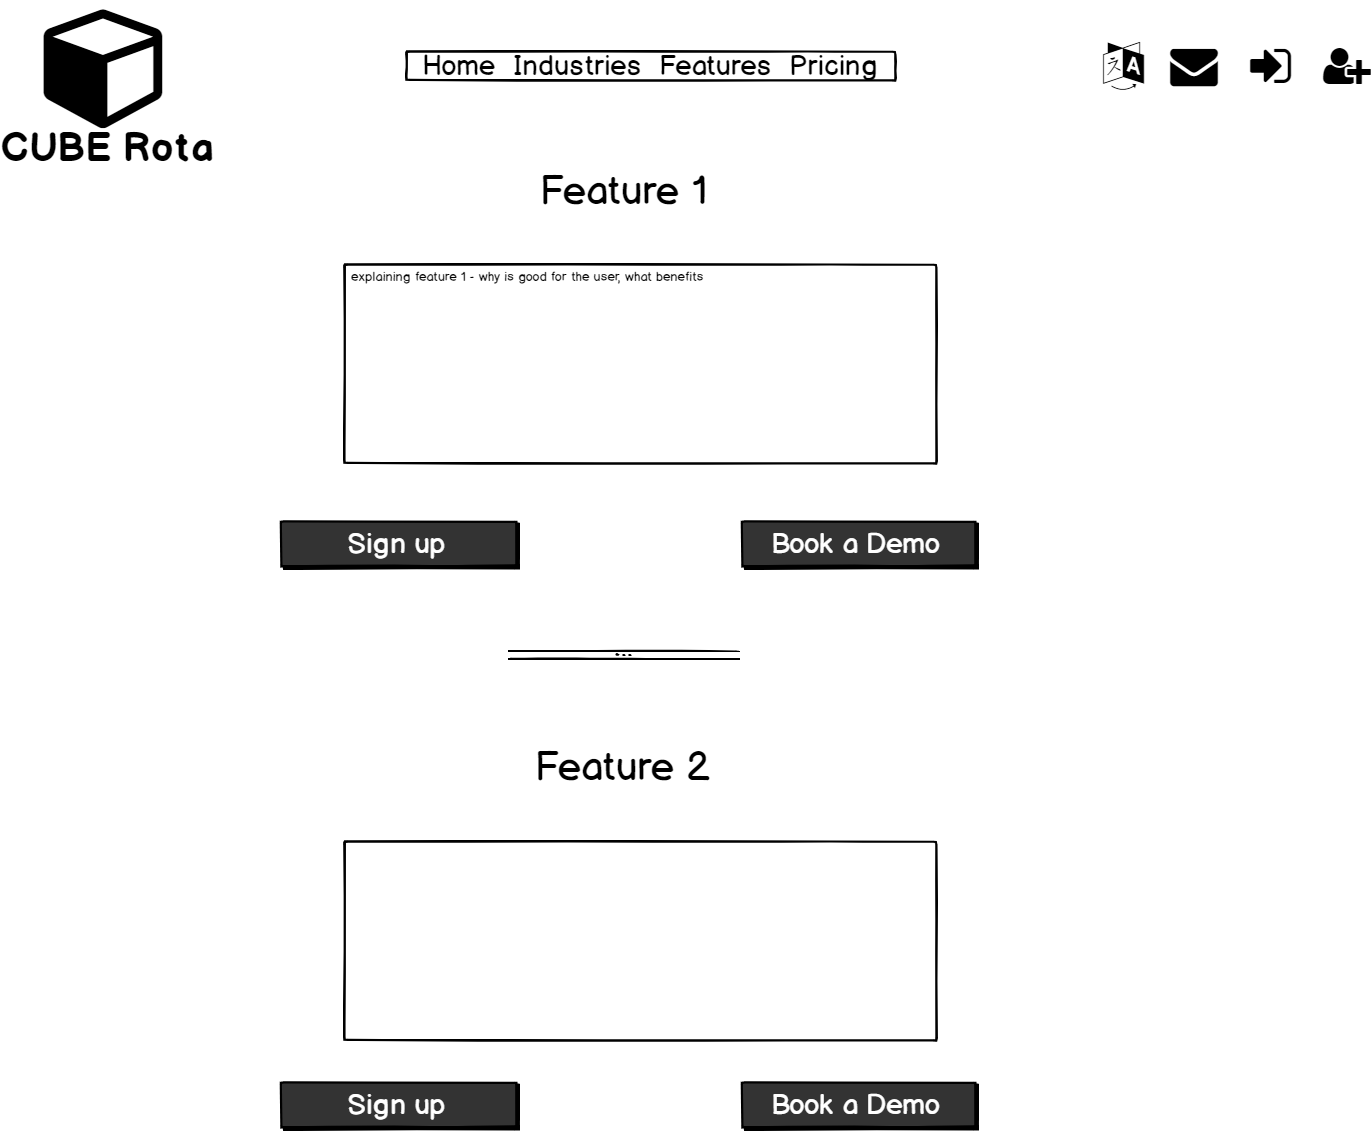 CUBE Rota
Home Industries Features Pricing
A
Feature 1
explaining feature 1 - why is good for the user, what benefits
Sign up
Book a Demo
Feature 2
Sign up
Book a Demo